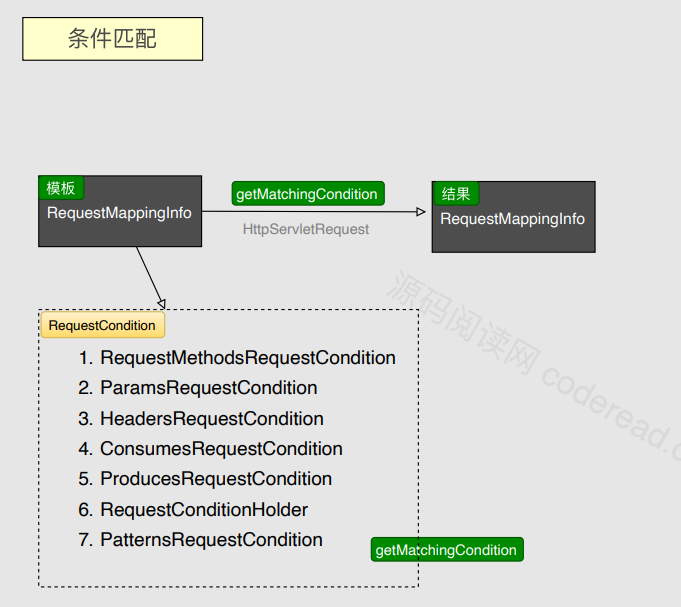 条件匹配
模板
RequestMappingInfo
getMatchingCondition
HttpServletRequest
结果
RequestMappingInfo
RequestCondition
1. RequestMethodsRequestCondition
2. ParamsRequestCondition
3. HeadersRequestCondition
4. ConsumesRequestCondition
5. ProducesRequestCondition
6. RequestConditionHolder
7. PatternsRequestCondition
getMatchingCondition
源码阅读网 coderead.c